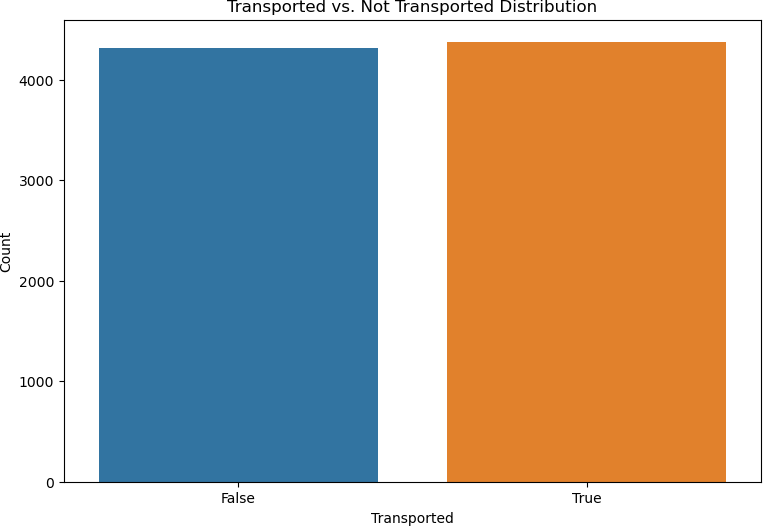 Transported vs. Not Transported Distribution
4000
3000
2000
1000
0
Count
False
True
Transported